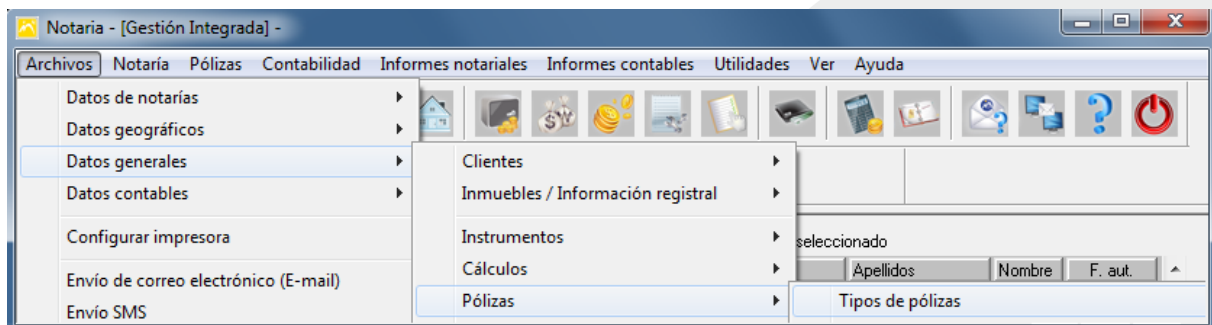 Notaria - [Gestión Integrada] -
Archivos Notaría Pólizas Contabilidad Informes notariales Informes contables Utilidades Ver Ayuda
Datos de notarías
Datos geográficos
Datos generales
Datos contables
Configurar impresora
Envío de correo electrónico (E-mail)
Envío SMS
Clientes
Inmuebles / Información registral
Instrumentos
Cálculos
Pólizas
seleccionado
Apellidos Nombre F. aut.
Tipos de pólizas